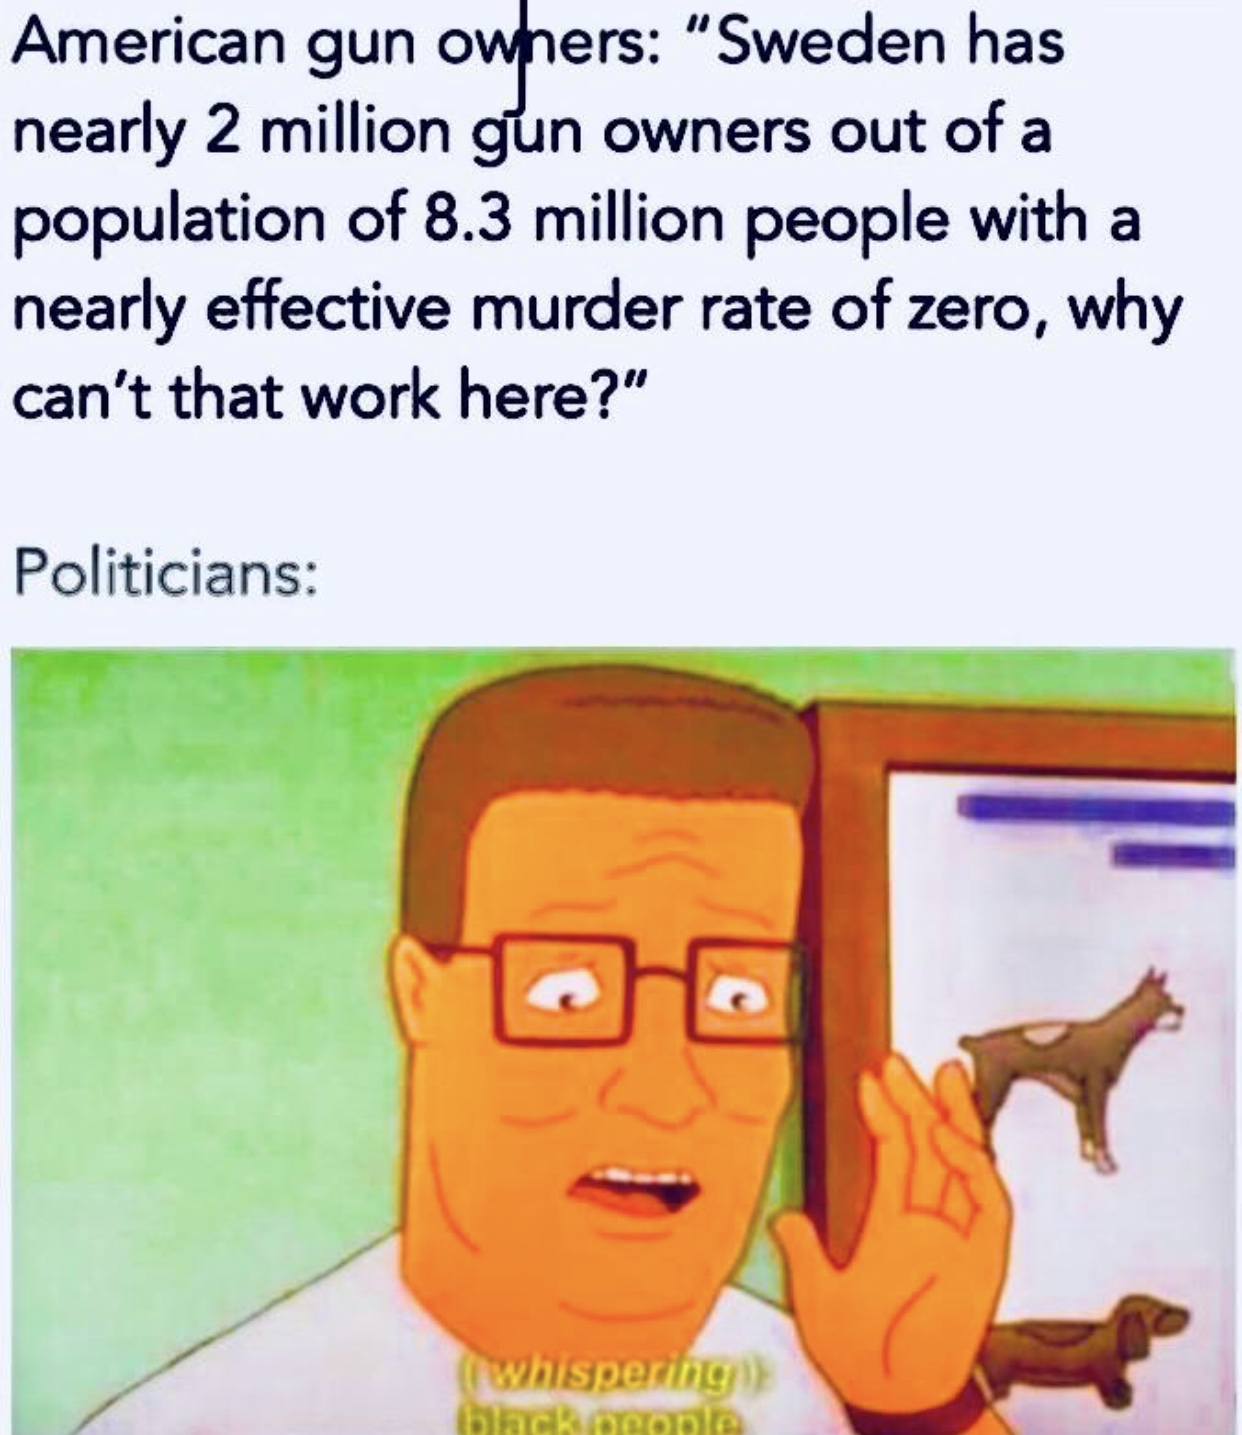 American gun owners: “Sweden has
nearly 2 million gun owners out of a
population of 8.3 million people with a
nearly effective murder rate of zero, why
can’t that work here?”
Politicians:
( whispering ):
black people